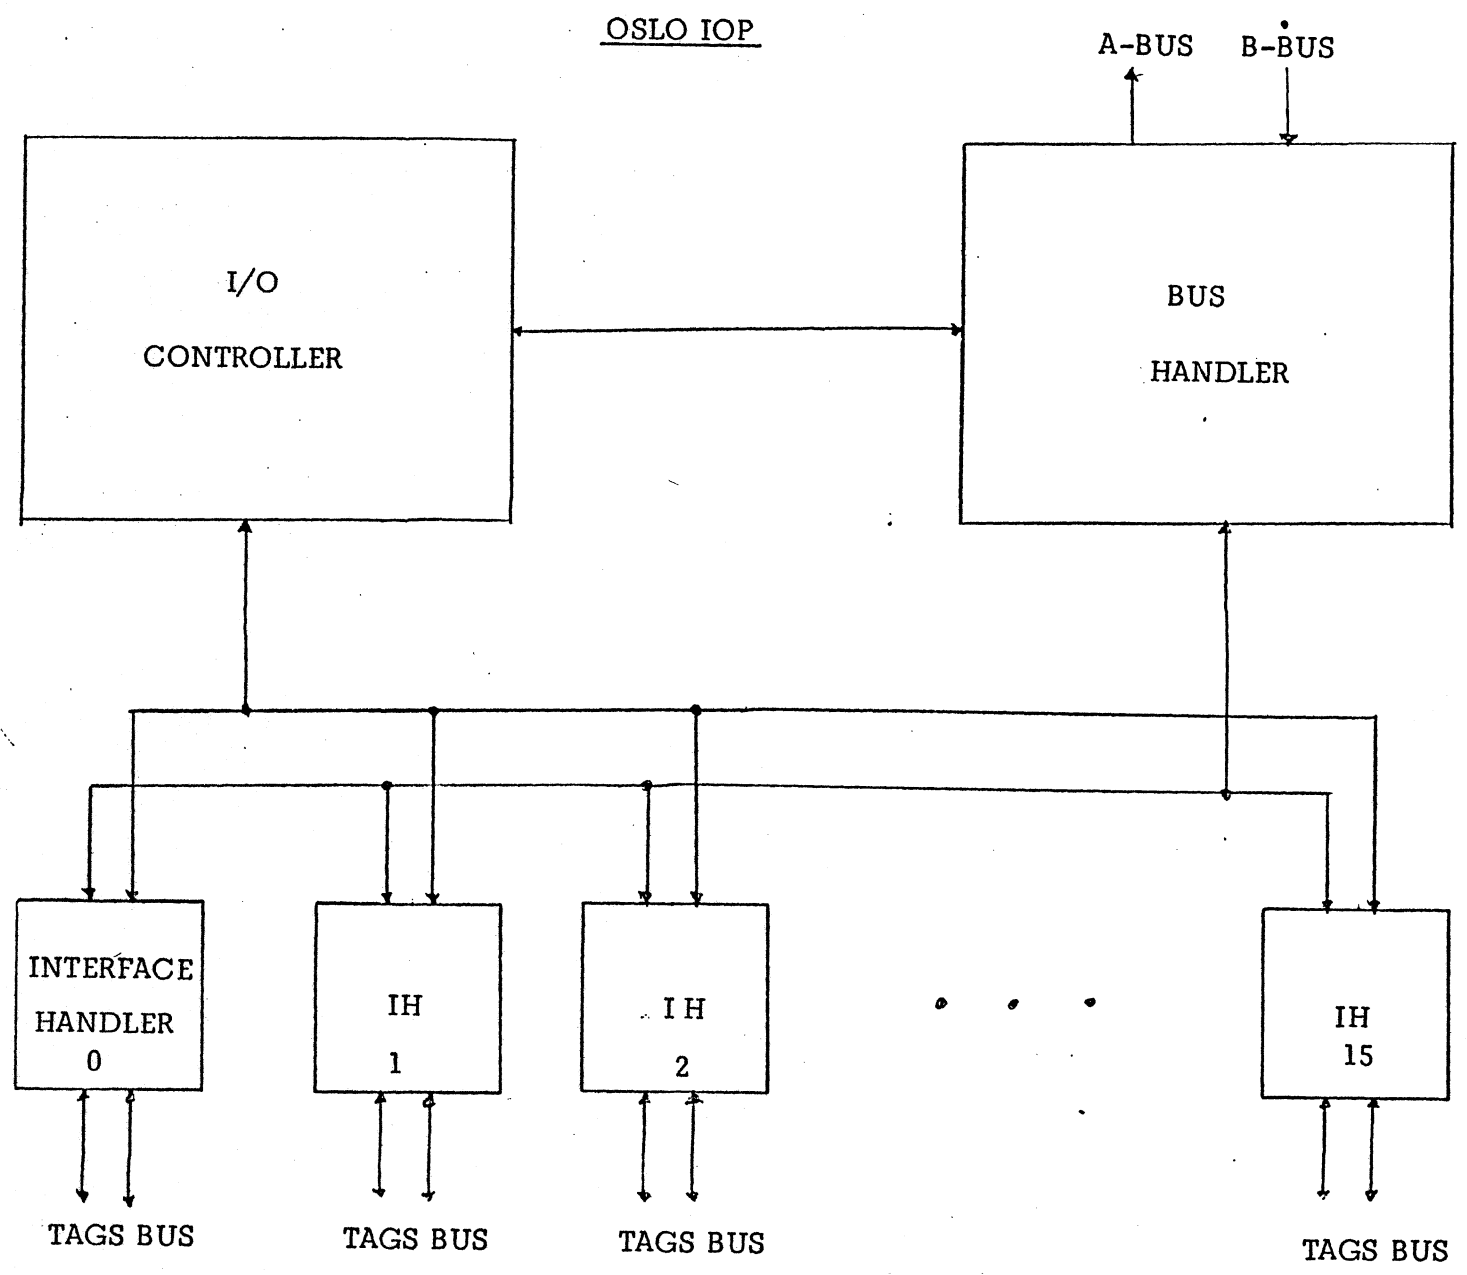 OSLO IOP
A-BUS B-BUS
I/O
CONTROLLER
BUS
HANDLER
INTERFACE
HANDLER
0
IH
1
IH
2
IH
15
TAGS BUS
TAGS BUS
TAGS BUS
TAGS BUS